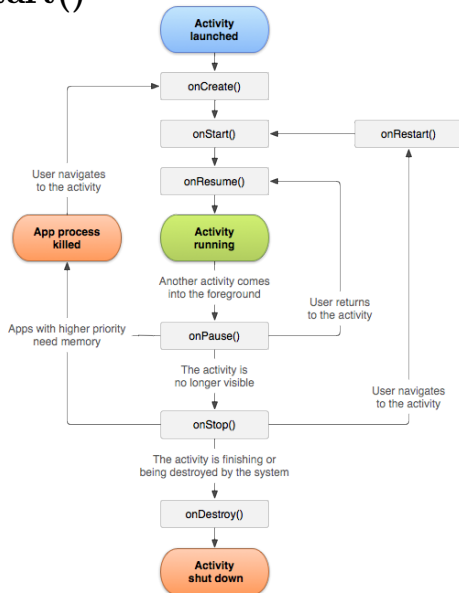 Activity
launched
onCreate()
onStart()
onRestart()
User navigates
to the activity
onResume()
App process
killed
Activity
running
Another activity comes
into the foreground
User returns
to the activity
Apps with higher priority
need memory
onPause()
The activity is
no longer visible
User navigates
to the activity
onStop()
The activity is finishing or
being destroyed by the system
onDestroy()
Activity
shut down